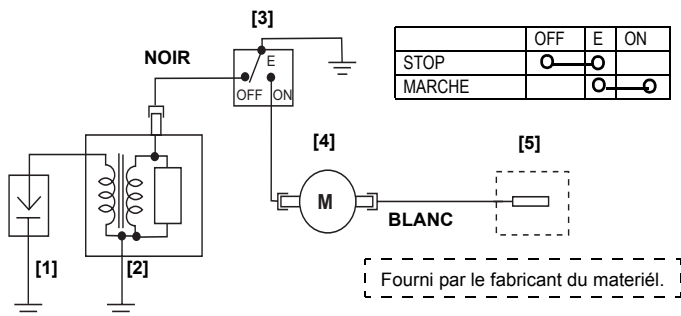 [3]
NOIR
E
OFF ON
OFF E ON
STOP
MARCHE
[4]
[5]
M
BLANC
[1]
[2]
Fourni par le fabricant du materiél.